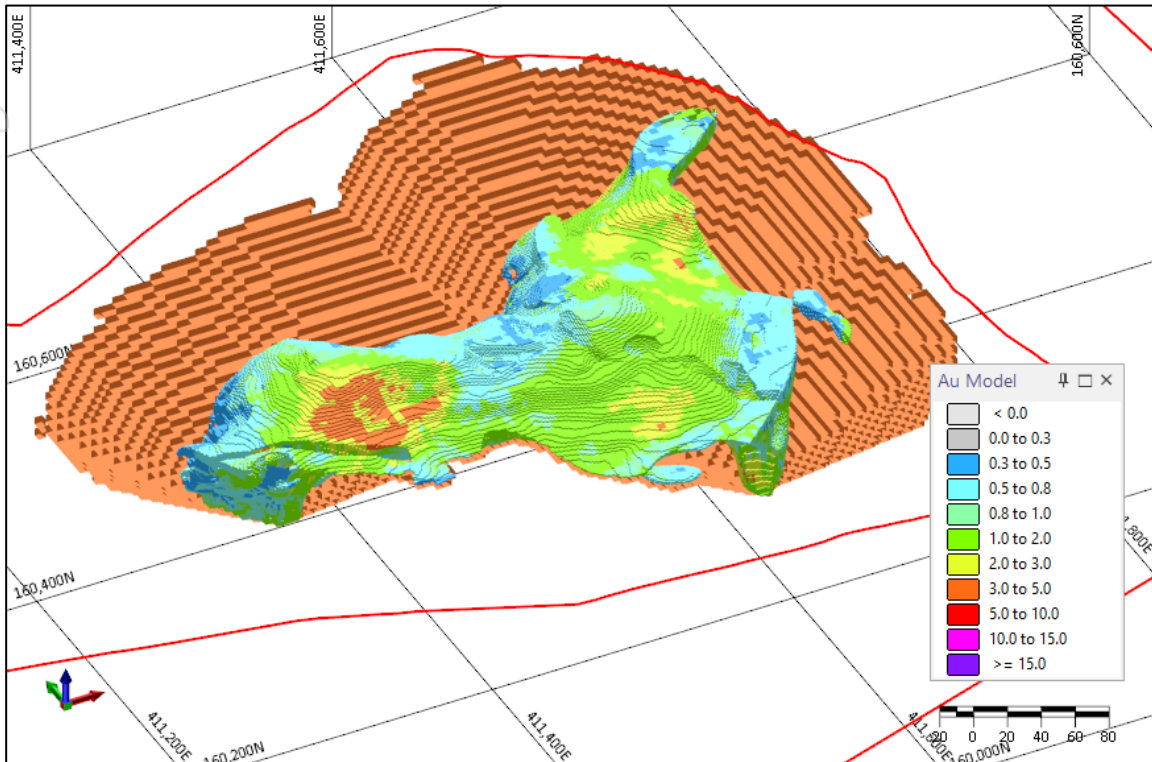 411,400E
411,600E
160,600N
160,600N
Au Model
< 0.0
0.0 to 0.3
0.3 to 0.5
0.5 to 0.8
0.8 to 1.0
1.0 to 2.0
2.0 to 3.0
3.0 to 5.0
5.0 to 10.0
10.0 to 15.0
>= 15.0
160,400N
411,200E
160,200N
411,400E
160,000N
0 20 40 60 80